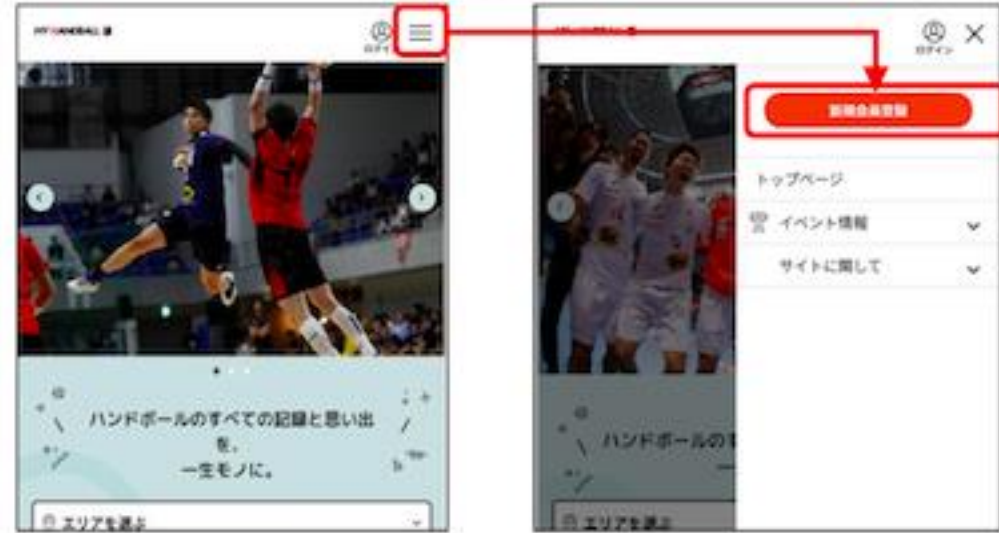 MY HANDBALL
ログイン
ハンドボールのすべての記録と思い出
を、
一生モノに。
エリアを選ぶ
ログイン
新規会員登録
トップページ
イベント情報
サイトに関して
ハンドボールの
エリアを選ぶ